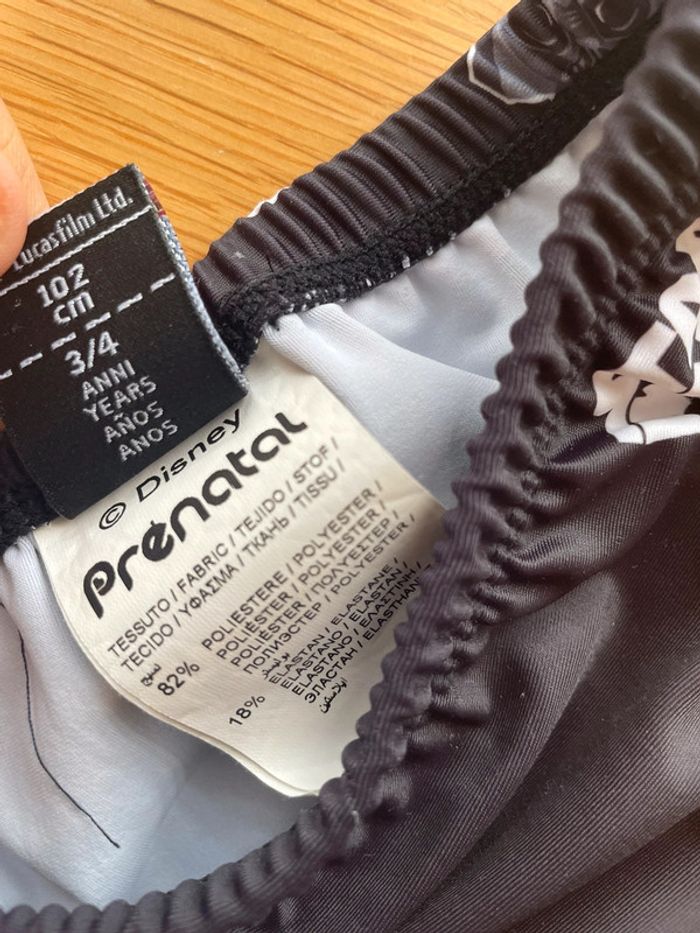 Lucasfilm Ltd.
102
cm
3/4
ANNI
YEARS
AÑOS
ANOS
© Disney
Prénatal
TESSUTO / FABRIC / TEJIDO / STOF /
TECIDO / ΥΦΑΣΜΑ / ТКАНЬ / TISSU /
نسيج
82%
POLIESTERE / POLYESTER /
POLIÉSTER / POLYESTER /
POLIÉSTER / ΠΟΛΥΕΣΤΕΡ /
ПОЛИЭСТЕР / POLYESTER /
بوليستر
18%
ELASTAN / ELASTANE /
ELASTANO / ELASTAN /
ELASTANO / ΕΛΑΣΤΙΝΗ /
ЭЛАСТАН / ELASTHANNE